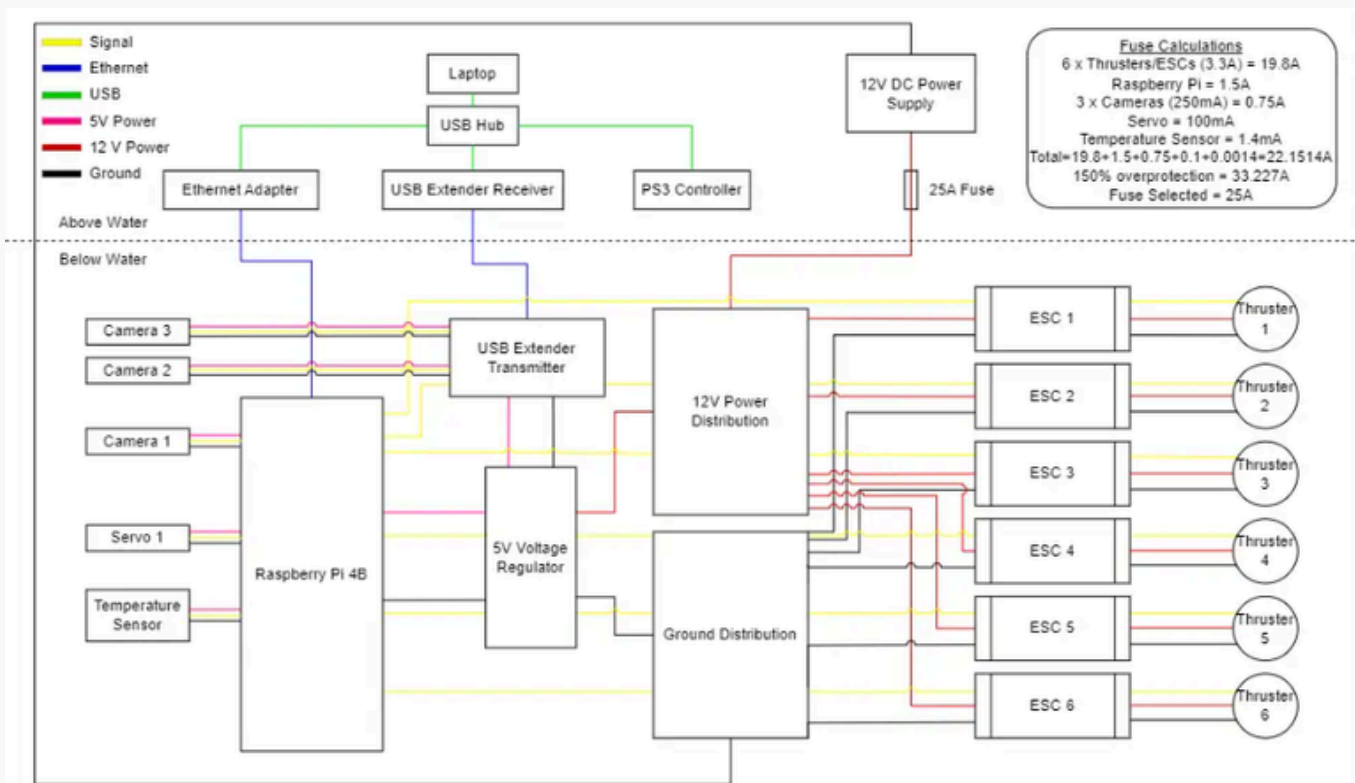 Signal
Ethernet
USB
5V Power
12 V Power
Ground
Laptop
USB Hub
Ethernet Adapter
USB Extender Receiver
PS3 Controller
12V DC Power
Supply
25A Fuse
Fuse Calculations
6 x Thrusters/ESCs (3.3A) = 19.8A
Raspberry Pi = 1.5A
3 x Cameras (250mA) = 0.75A
Servo = 100mA
Temperature Sensor = 1.4mA
Total=19.8+1.5+0.75+0.1+0.0014=22.1514A
150% overprotection = 33.227A
Fuse Selected = 25A
Above Water
Below Water
Camera 3
Camera 2
Camera 1
Servo 1
Temperature
Sensor
Raspberry Pi 4B
USB Extender
Transmitter
5V Voltage
Regulator
12V Power
Distribution
Ground Distribution
ESC 1
ESC 2
ESC 3
ESC 4
ESC 5
ESC 6
Thruster
1
Thruster
2
Thruster
3
Thruster
4
Thruster
5
Thruster
6